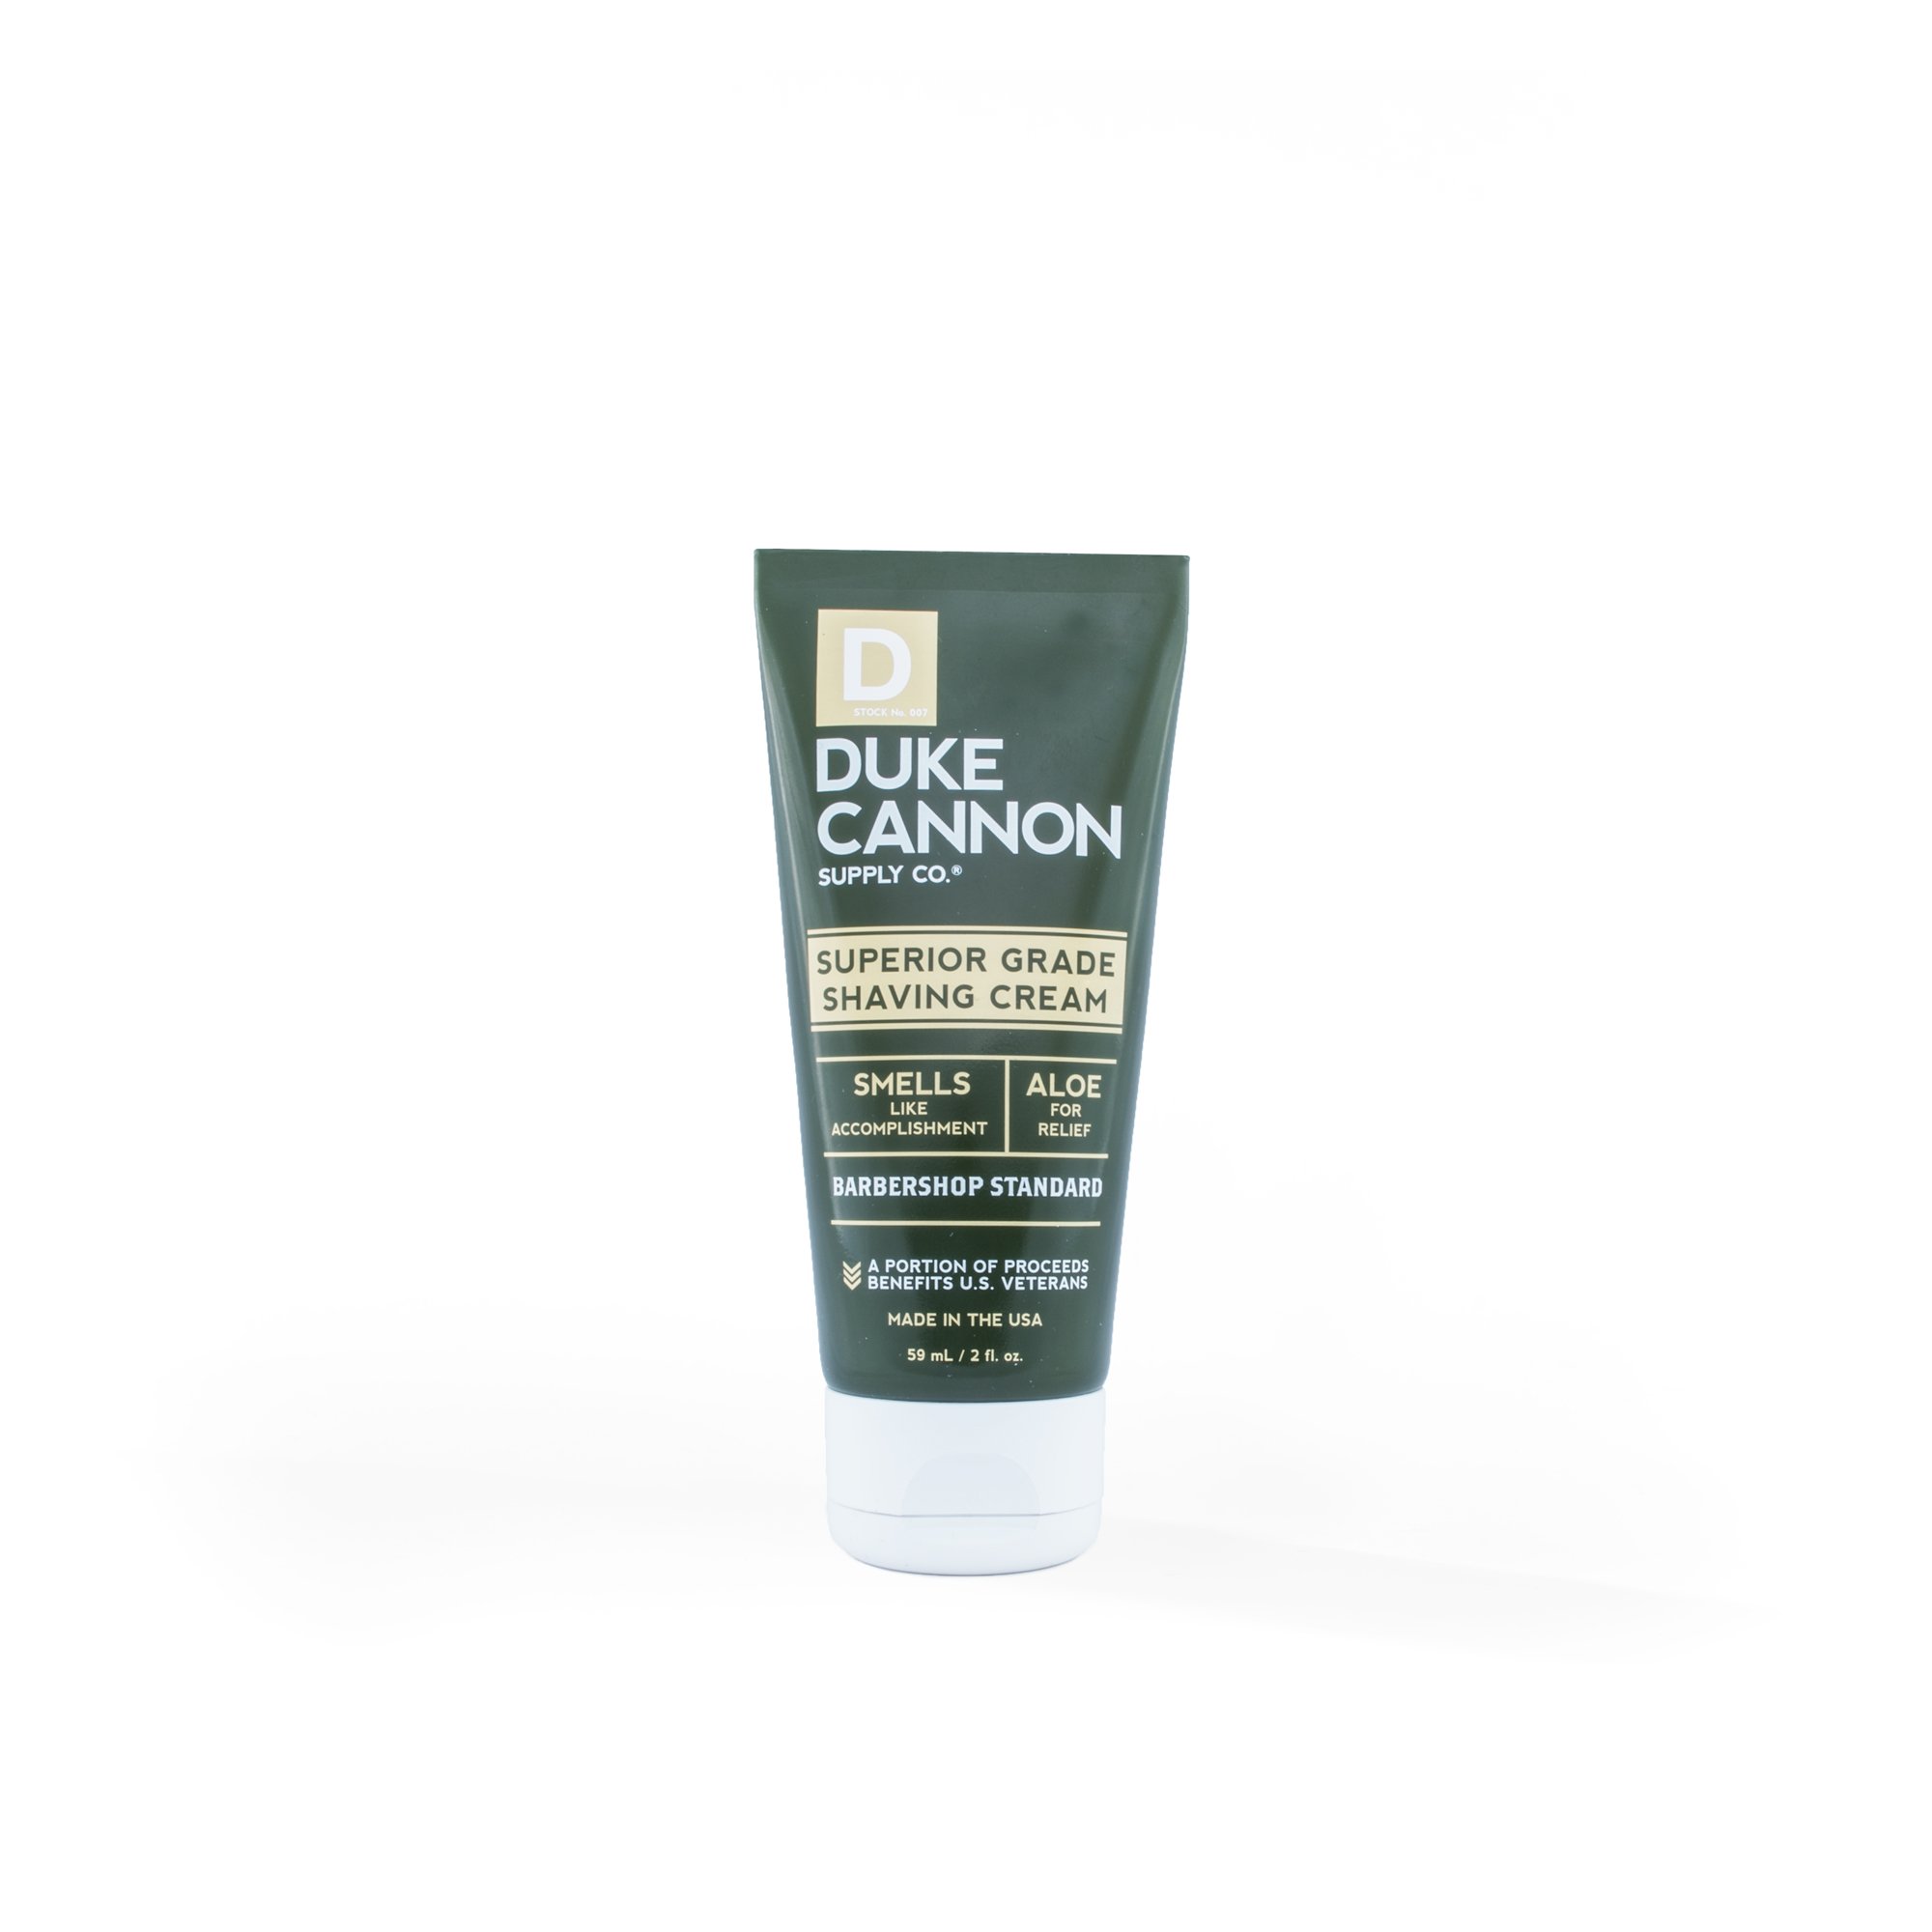 D
STOCK No. 007
DUKE
CANNON
SUPPLY CO.®
SUPERIOR GRADE
SHAVING CREAM
SMELLS
LIKE
ACCOMPLISHMENT
ALOE
FOR
RELIEF
BARBERSHOP STANDARD
A PORTION OF PROCEEDS
BENEFITS U.S. VETERANS
MADE IN THE USA
59 mL / 2 fl. oz.